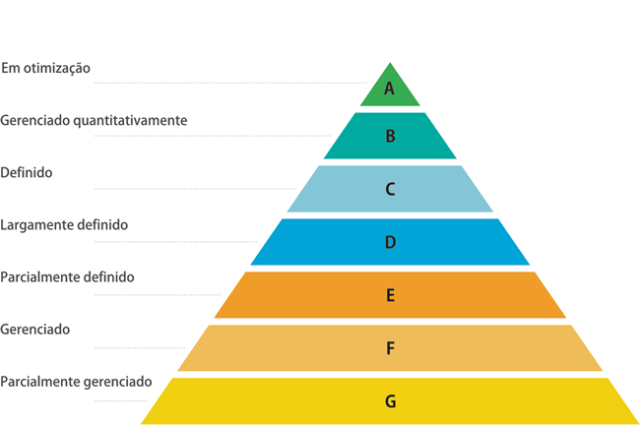 Em otimização
A
Gerenciado quantitativamente
B
Definido
C
Largamente definido
D
Parcialmente definido
E
Gerenciado
F
Parcialmente gerenciado
G